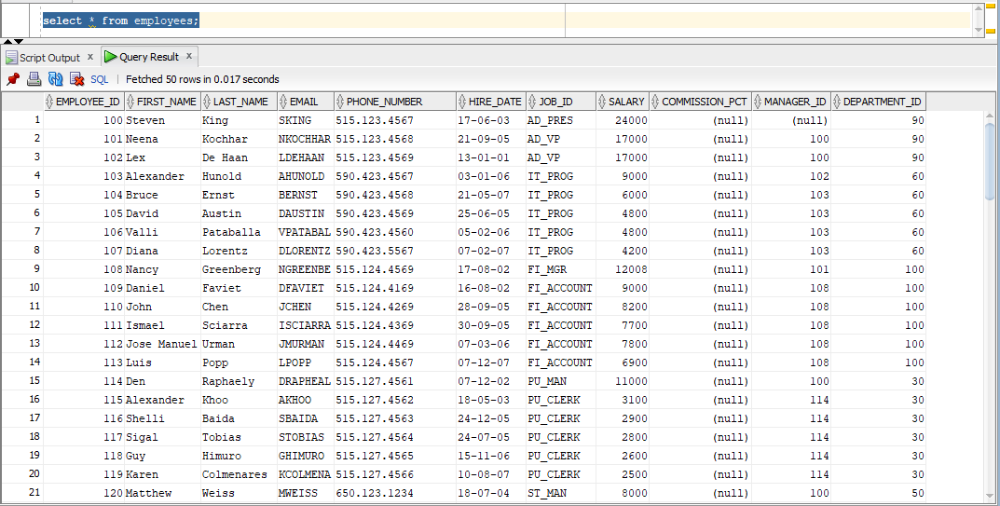 select * from employees;
Script Output x Query Result x
SQL | Fetched 50 rows in 0.017 seconds
EMPLOYEE_ID FIRST_NAME LAST_NAME EMAIL PHONE_NUMBER HIRE_DATE JOB_ID SALARY COMMISSION_PCT MANAGER_ID DEPARTMENT_ID
1 100 Steven King SKING 515.123.4567 17-06-03 AD_PRES 24000 (null) (null) 90
2 101 Neena Kochhar NKOCHHAR 515.123.4568 21-09-05 AD_VP 17000 (null) 100 90
3 102 Lex De Haan LDEHAAN 515.123.4569 13-01-01 AD_VP 17000 (null) 100 90
4 103 Alexander Hunold AHUNOLD 590.423.4567 03-01-06 IT_PROG 9000 (null) 102 60
5 104 Bruce Ernst BERNST 590.423.4568 21-05-07 IT_PROG 6000 (null) 103 60
6 105 David Austin DAUSTIN 590.423.4569 25-06-05 IT_PROG 4800 (null) 103 60
7 106 Valli Pataballa VPATABAL 590.423.4560 05-02-06 IT_PROG 4800 (null) 103 60
8 107 Diana Lorentz DLORENTZ 590.423.5567 07-02-07 IT_PROG 4200 (null) 103 60
9 108 Nancy Greenberg NGREENBE 515.124.4569 17-08-02 FI_MGR 12008 (null) 101 100
10 109 Daniel Faviet DFAVIET 515.124.4169 16-08-02 FI_ACCOUNT 9000 (null) 108 100
11 110 John Chen JCHEN 515.124.4269 28-09-05 FI_ACCOUNT 8200 (null) 108 100
12 111 Ismael Sciarra ISCIARRA 515.124.4369 30-09-05 FI_ACCOUNT 7700 (null) 108 100
13 112 Jose Manuel Urman JMURMAN 515.124.4469 07-03-06 FI_ACCOUNT 7800 (null) 108 100
14 113 Luis Popp LPOPP 515.124.4567 07-12-07 FI_ACCOUNT 6900 (null) 108 100
15 114 Den Raphaely DRAPHEAL 515.127.4561 07-12-02 PU_MAN 11000 (null) 100 30
16 115 Alexander Khoo AKHOO 515.127.4562 18-05-03 PU_CLERK 3100 (null) 114 30
17 116 Shelli Baida SBAIDA 515.127.4563 24-12-05 PU_CLERK 2900 (null) 114 30
18 117 Sigal Tobias STOBIAS 515.127.4564 24-07-05 PU_CLERK 2800 (null) 114 30
19 118 Guy Himuro GHIMURO 515.127.4565 15-11-06 PU_CLERK 2600 (null) 114 30
20 119 Karen Colmenares KCOLMENA 515.127.4566 10-08-07 PU_CLERK 2500 (null) 114 30
21 120 Matthew Weiss MWEISS 650.123.1234 18-07-04 ST_MAN 8000 (null) 100 50